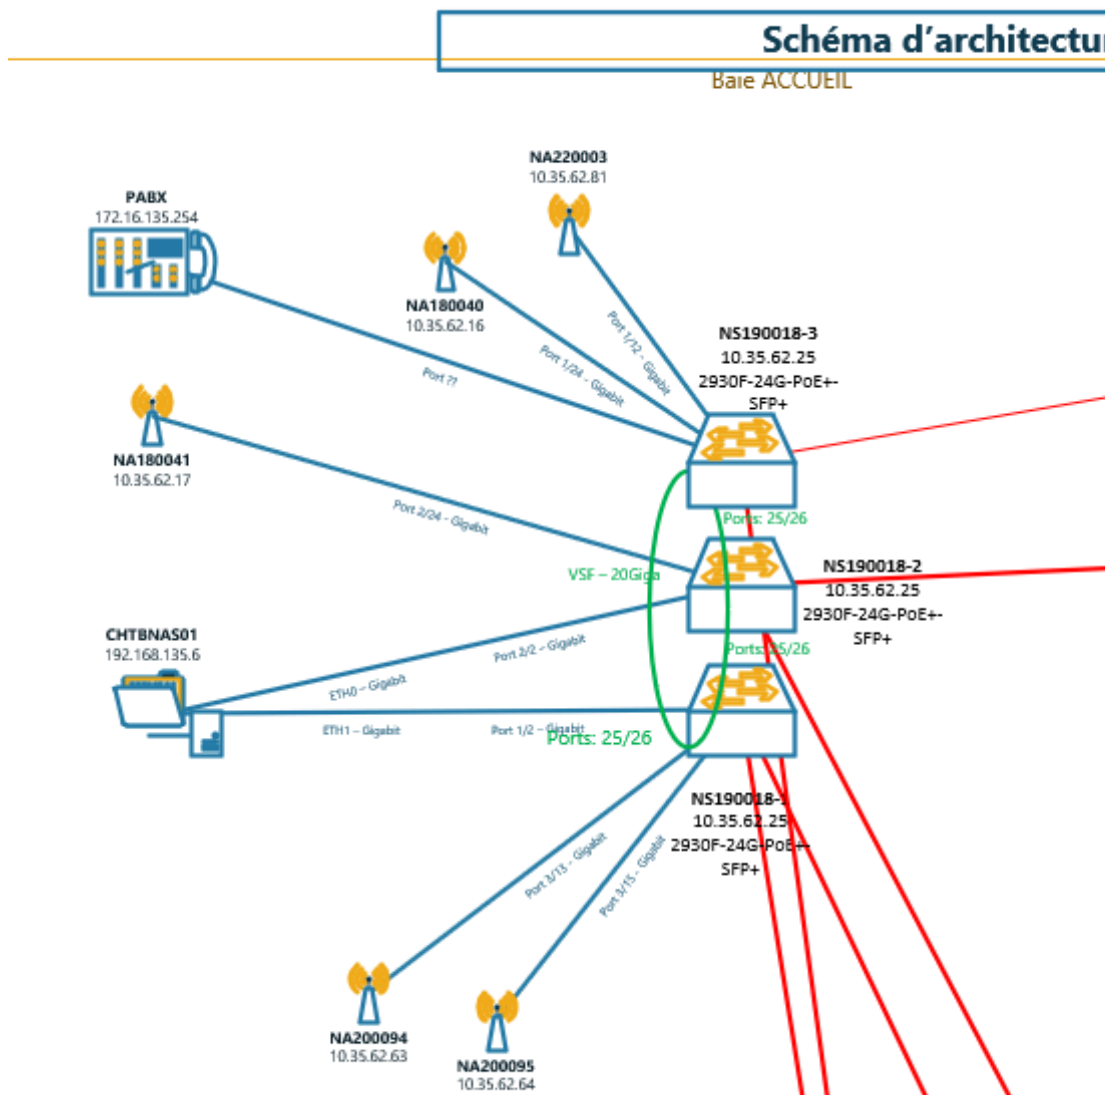 Schéma d'architectu
Baie ACCUEIL
NA220003
10.35.62.81
PABX
172.16.135.254
NA180040
10.35.62.16
Port 1/12 - Gigabit
Port 1/24 - Gigabit
Port ??
NS190018-3
10.35.62.25
2930F-24G-PoE+-
SFP+
NA180041
10.35.62.17
Port 2/24 - Gigabit
Ports: 25/26
VSF – 20Giga
NS190018-2
10.35.62.25
2930F-24G-PoE+-
SFP+
CHTBNAS01
192.168.135.6
Port 2/2 – Gigabit
Ports: 25/26
ETH0 – Gigabit
ETH1 – Gigabit
Port 1/2 – Gigabit
Ports: 25/26
NS190018-1
10.35.62.25
2930F-24G-PoE+-
SFP+
Port 3/13 - Gigabit
Port 3/15 - Gigabit
NA200094
10.35.62.63
NA200095
10.35.62.64